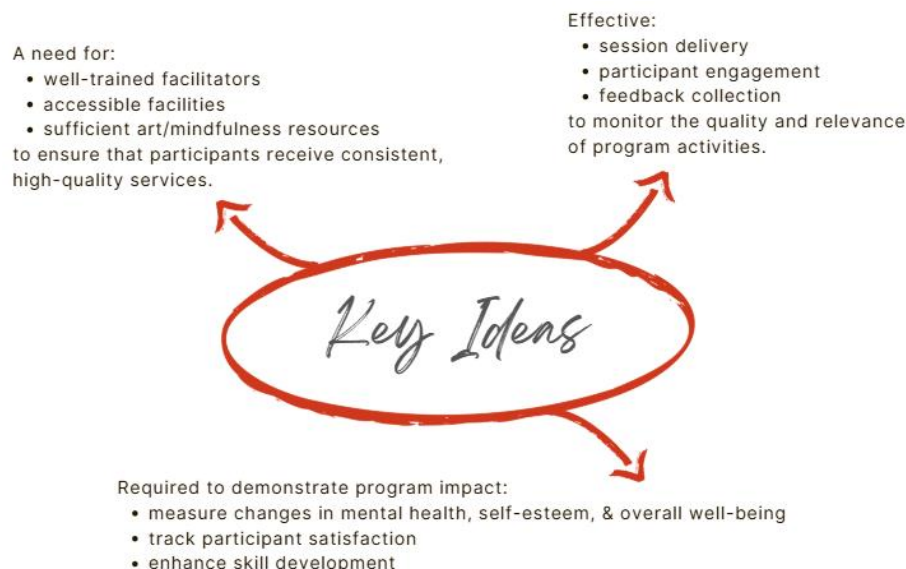 A need for:
• well-trained facilitators
• accessible facilities
• sufficient art/mindfulness resources
to ensure that participants receive consistent,
high-quality services.
Effective:
• session delivery
• participant engagement
• feedback collection
to monitor the quality and relevance
of program activities.
Key Ideas
Required to demonstrate program impact:
• measure changes in mental health, self-esteem, & overall well-being
• track participant satisfaction
• enhance skill development